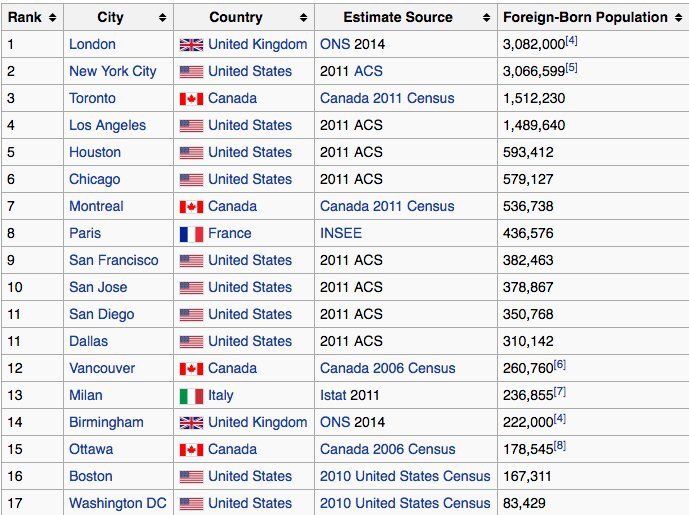 Rank City Country Estimate Source Foreign-Born Population
1 London United Kingdom ONS 2014 3,082,000[4]
2 New York City United States 2011 ACS 3,066,599[5]
3 Toronto Canada Canada 2011 Census 1,512,230
4 Los Angeles United States 2011 ACS 1,489,640
5 Houston United States 2011 ACS 593,412
6 Chicago United States 2011 ACS 579,127
7 Montreal Canada Canada 2011 Census 536,738
8 Paris France INSEE 436,576
9 San Francisco United States 2011 ACS 382,463
10 San Jose United States 2011 ACS 378,867
11 San Diego United States 2011 ACS 350,768
11 Dallas United States 2011 ACS 310,142
12 Vancouver Canada Canada 2006 Census 260,760[6]
13 Milan Italy Istat 2011 236,855[7]
14 Birmingham United Kingdom ONS 2014 222,000[4]
15 Ottawa Canada Canada 2006 Census 178,545[8]
16 Boston United States 2010 United States Census 167,311
17 Washington DC United States 2010 United States Census 83,429